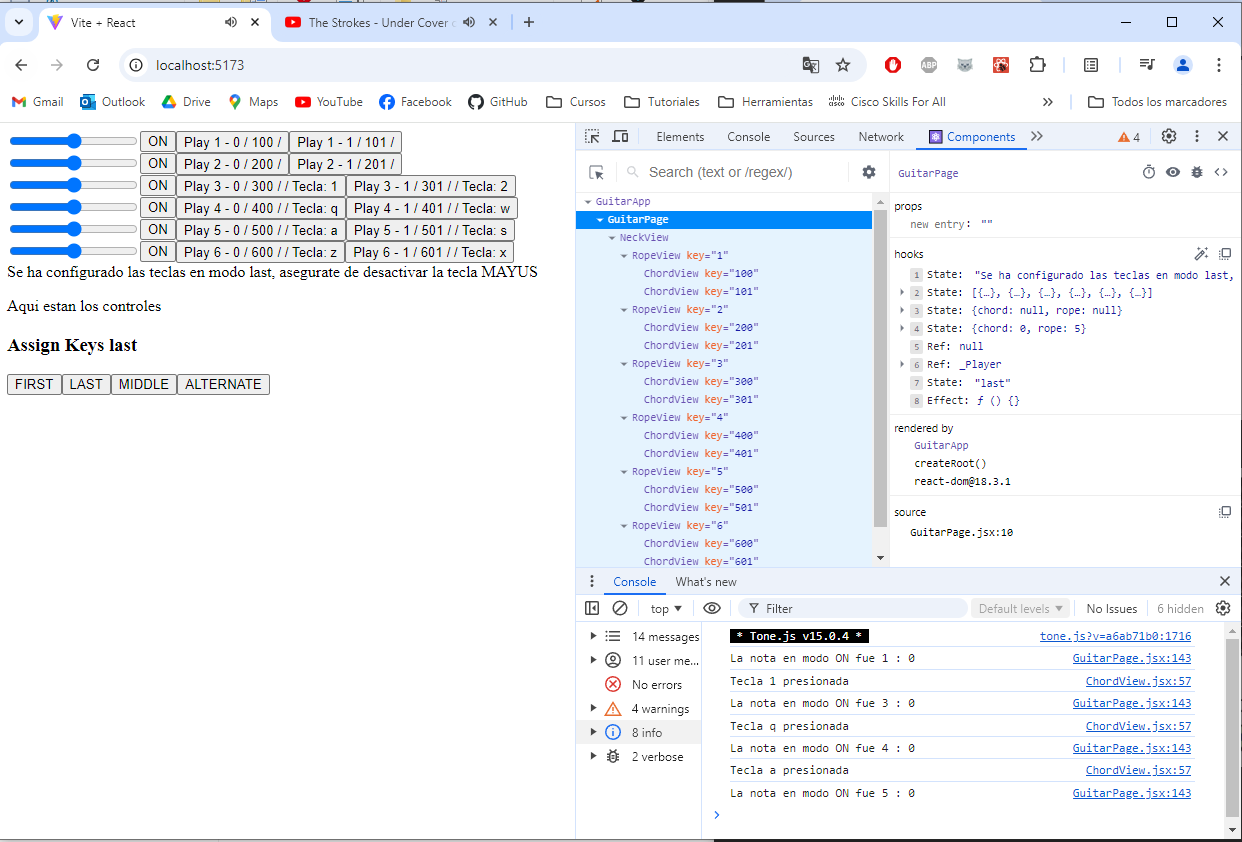 Vite + React
The Strokes - Under Cover
localhost:5173
Gmail Outlook Drive Maps YouTube Facebook GitHub Cursos Tutoriales Herramientas Cisco Skills For All » Todos los marcadores
ON Play 1 - 0 / 100 / Play 1 - 1 / 101 /
ON Play 2 - 0 / 200 / Play 2 - 1 / 201 /
ON Play 3 - 0 / 300 / / Tecla: 1 Play 3 - 1 / 301 / / Tecla: 2
ON Play 4 - 0 / 400 / / Tecla: q Play 4 - 1 / 401 / / Tecla: w
ON Play 5 - 0 / 500 / / Tecla: a Play 5 - 1 / 501 / / Tecla: s
ON Play 6 - 0 / 600 / / Tecla: z Play 6 - 1 / 601 / / Tecla: x
Se ha configurado las teclas en modo last, asegurate de desactivar la tecla MAYUS
Aqui estan los controles
Assign Keys last
FIRST LAST MIDDLE ALTERNATE
Elements Console Sources Network Components » 4
Search (text or /regex/)
GuitarApp
GuitarPage
NeckView
RopeView key="1"
ChordView key="100"
ChordView key="101"
RopeView key="2"
ChordView key="200"
ChordView key="201"
RopeView key="3"
ChordView key="300"
ChordView key="301"
RopeView key="4"
ChordView key="400"
ChordView key="401"
RopeView key="5"
ChordView key="500"
ChordView key="501"
RopeView key="6"
ChordView key="600"
ChordView key="601"
GuitarPage
props
new entry: ""
hooks
1 State: "Se ha configurado las teclas en modo last,
2 State: [{…}, {…}, {…}, {…}, {…}, {…}]
3 State: {chord: null, rope: null}
4 State: {chord: 0, rope: 5}
5 Ref: null
6 Ref: _Player
7 State: "last"
8 Effect: ƒ () {}
rendered by
GuitarApp
createRoot()
react-dom@18.3.1
source
GuitarPage.jsx:10
Console What's new
top ▼ Filter Default levels ▼ No Issues 6 hidden
14 messages
11 user me...
No errors
4 warnings
8 info
2 verbose
* Tone.js v15.0.4 * tone.js?v=a6ab71b0:1716
La nota en modo ON fue 1 : 0 GuitarPage.jsx:143
Tecla 1 presionada ChordView.jsx:57
La nota en modo ON fue 3 : 0 GuitarPage.jsx:143
Tecla q presionada ChordView.jsx:57
La nota en modo ON fue 4 : 0 GuitarPage.jsx:143
Tecla a presionada ChordView.jsx:57
La nota en modo ON fue 5 : 0 GuitarPage.jsx:143